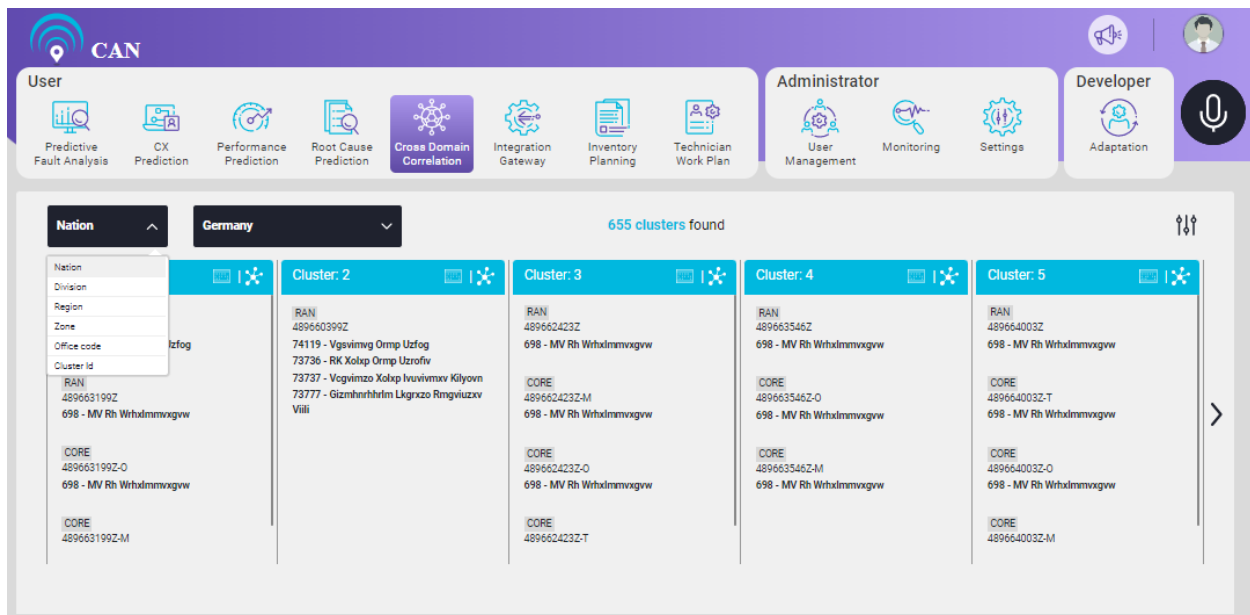 CAN
User
Administrator
Developer
Predictive
Fault Analysis
CX
Prediction
Performance
Prediction
Root Cause
Prediction
Cross Domain
Correlation
Integration
Gateway
Inventory
Planning
Technician
Work Plan
User
Management
Monitoring
Settings
Adaptation
Nation
Germany
655 clusters found
Nation
Division
Region
Zone
Office code
Cluster Id
Uzfog
RAN
489663199Z
698 - MV Rh Wrhxlmmvxgvw
CORE
489663199Z-O
698 - MV Rh Wrhxlmmvxgvw
CORE
489663199Z-M
Cluster: 2
RAN
489660399Z
74119 - Vgsvimvg Ormp Uzfog
73736 - RK Xolxp Ormp Uzrofiv
73737 - Vcgvimzo Xolxp Ivuvivmxv Kilyovn
73777 - Gizmhnrhhrlm Lkgrxzo Rmgviuzxv
Viili
Cluster: 3
RAN
489662423Z
698 - MV Rh Wrhxlmmvxgvw
CORE
489662423Z-M
698 - MV Rh Wrhxlmmvxgvw
CORE
489662423Z-O
698 - MV Rh Wrhxlmmvxgvw
CORE
489662423Z-T
Cluster: 4
RAN
489663546Z
698 - MV Rh Wrhxlmmvxgvw
CORE
489663546Z-O
698 - MV Rh Wrhxlmmvxgvw
CORE
489663546Z-M
698 - MV Rh Wrhxlmmvxgvw
Cluster: 5
RAN
489664003Z
698 - MV Rh Wrhxlmmvxgvw
CORE
489664003Z-T
698 - MV Rh Wrhxlmmvxgvw
CORE
489664003Z-O
698 - MV Rh Wrhxlmmvxgvw
CORE
489664003Z-M